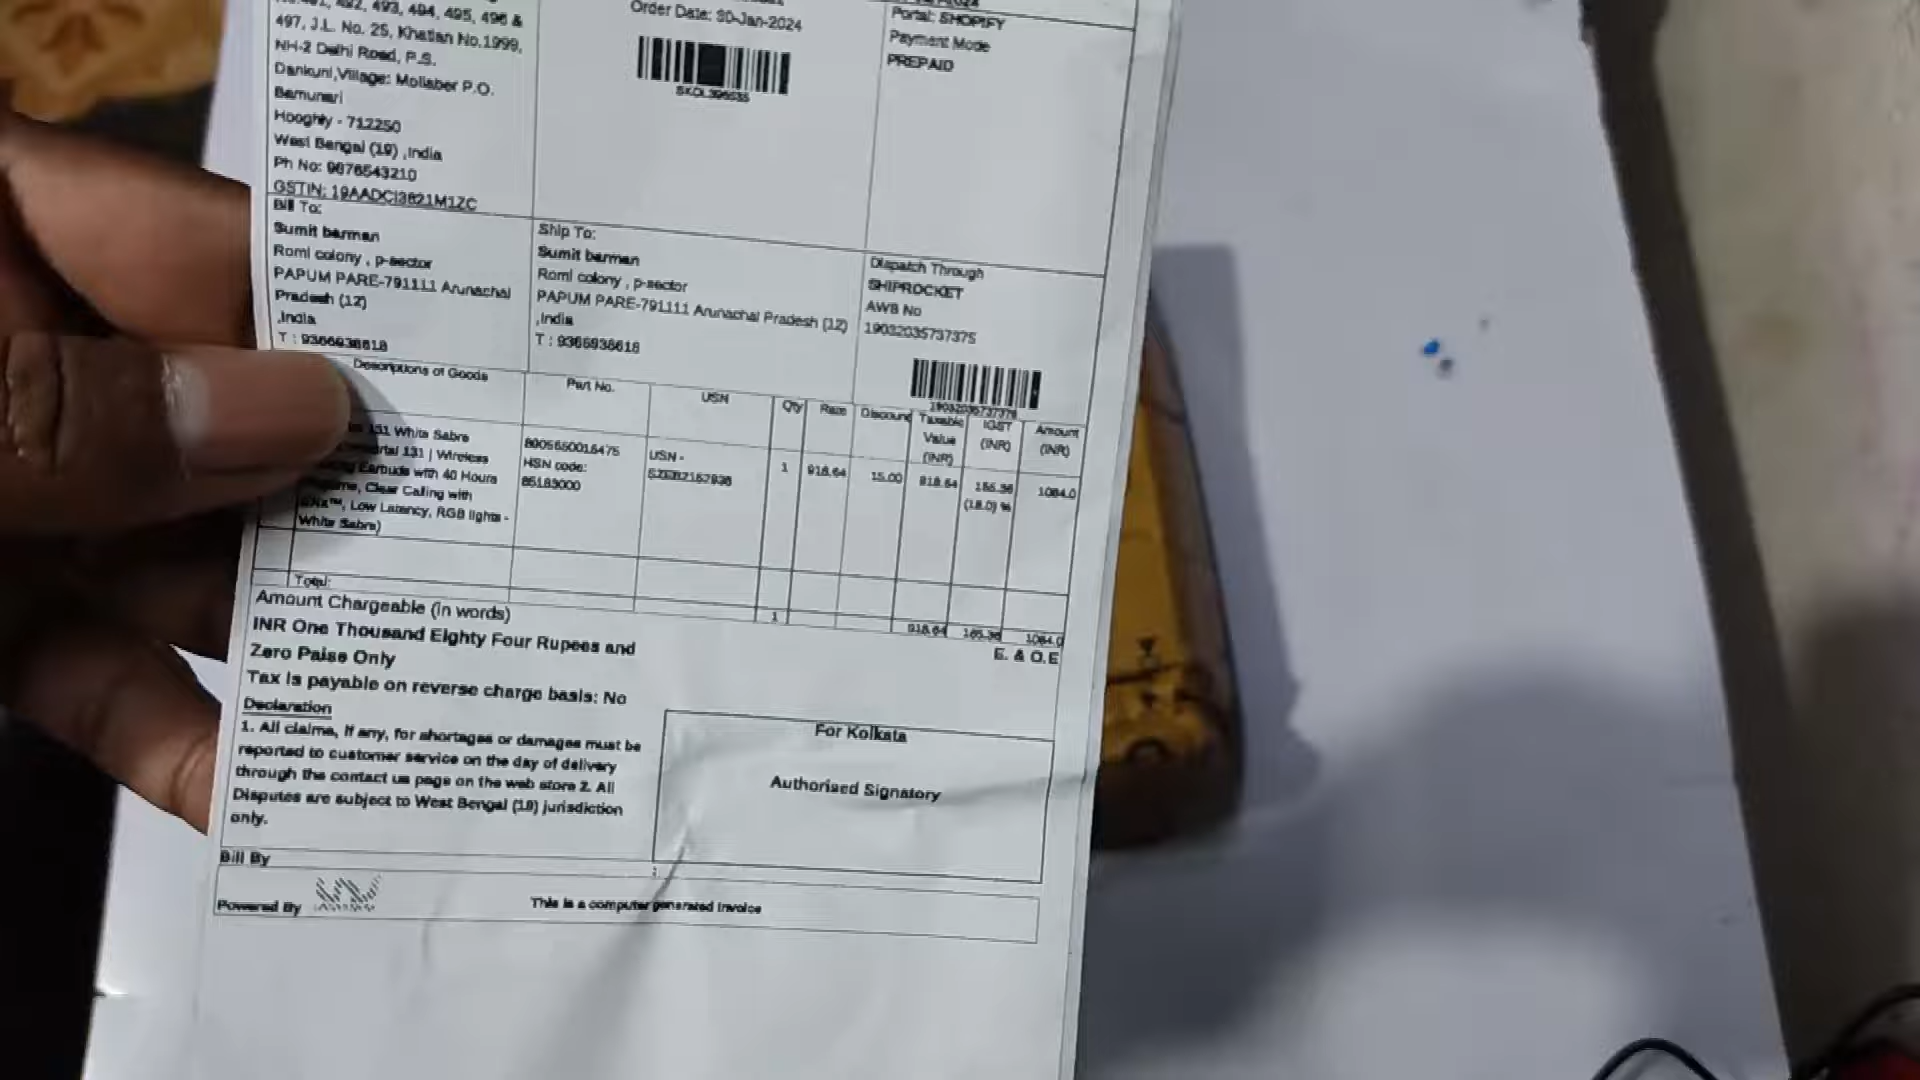 492, 493, 494, 495, 496 &
497, J.L. No. 25, Khatian No.1999,
NH-2 Delhi Road, P.S.
Dankuni,Village: Mollaber P.O.
Bamunari
Hooghly - 712250
West Bengal (19) ,India
Ph No: 9876543210
GSTIN: 19AADCI3821M1ZC
Order Date: 30-Jan-2024
Portal: SHOPIFY
Payment Mode
PREPAID
Bill To:
Sumit barman
Romi colony , p-sector
PAPUM PARE-791111 Arunachal
Pradesh (12)
,India
T : 9366938618
Ship To:
Sumit barman
Romi colony , p-sector
PAPUM PARE-791111 Arunachal Pradesh (12)
,India
T : 9366938618
Dispatch Through
SHIPROCKET
AWB No
19032035737375
19032035737375
Descriptions of Goods
Part No.
USN
Qty
Rate
Discount
Taxable
Value
(INR)
IGST
(INR)
Amount
(INR)
131 White Sabre
131 | Wireless
Earbuds with 40 Hours
Clear Calling with
Low Latency, RGB lights -
White Sabre)
8905650016475
HSN code:
85183000
USN -
1
918.64
15.00
918.64
165.36
(18.0) %
1084.0
Total:
1
918.64
165.36
1084.0
Amount Chargeable (in words)
INR One Thousand Eighty Four Rupees and
Zero Paise Only
E. & O.E
Tax is payable on reverse charge basis: No
Declaration
1. All claims, if any, for shortages or damages must be
reported to customer service on the day of delivery
through the contact us page on the web store 2. All
Disputes are subject to West Bengal (19) jurisdiction
only.
For Kolkata
Authorised Signatory
Bill By
1
Powered By
This is a computer generated invoice